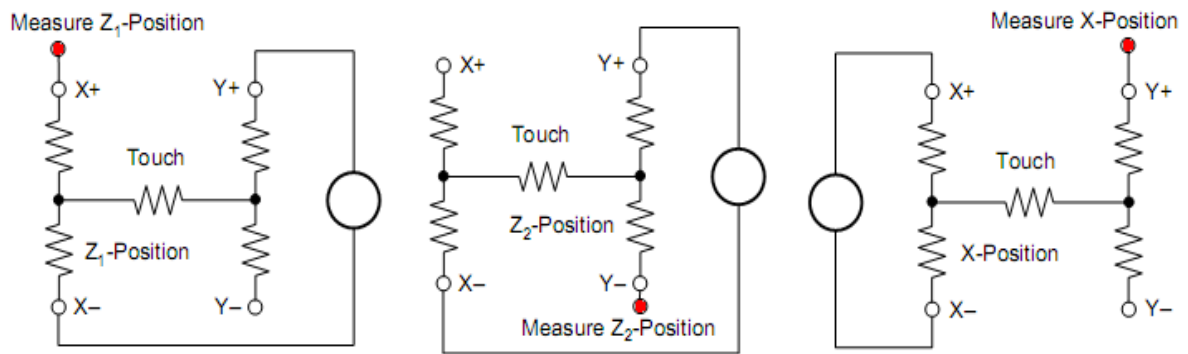 Measure Z1-Position
X+
Y+
Touch
Z1-Position
X–
Y–
X+
Y+
Touch
Z2-Position
X–
Y–
Measure Z2-Position
Measure X-Position
X+
Y+
Touch
X-Position
X–
Y–